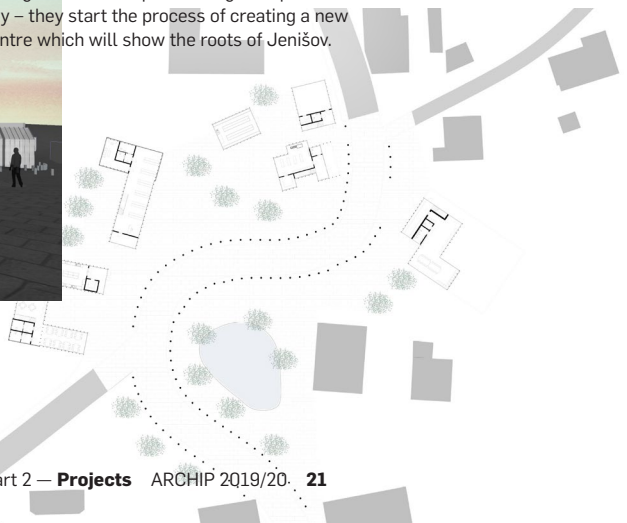 y – they start the process of creating a new
ntre which will show the roots of Jenišov.
art 2 — Projects ARCHIP 2019/20 21